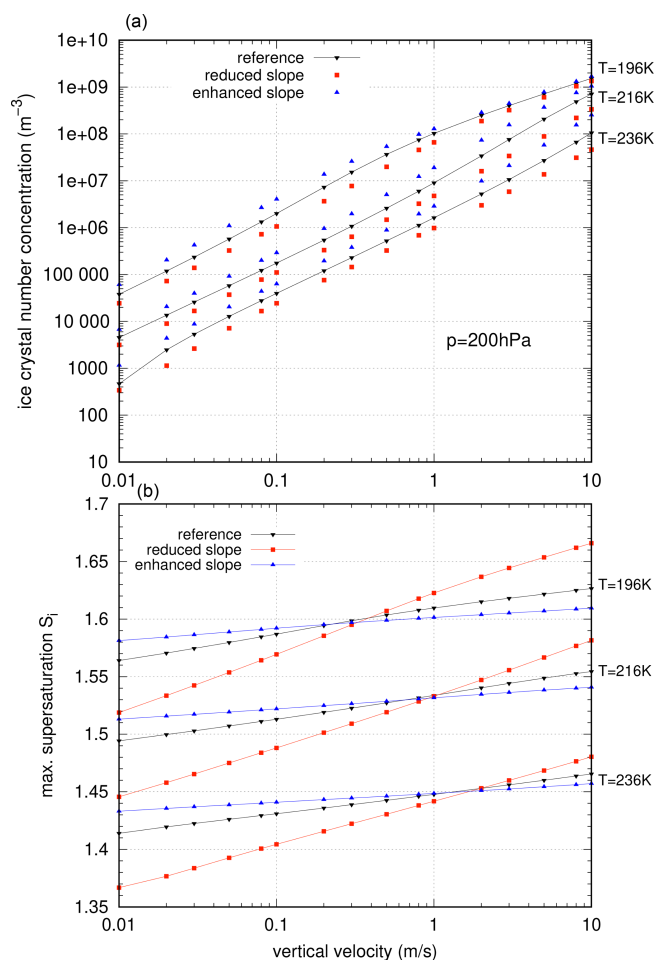 (a)
reference
reduced slope
enhanced slope
1e+10
1e+09
1e+08
1e+07
1e+06
100 000
10 000
1000
100
10
ice crystal number concentration (m⁻³)
T=196K
T=216K
T=236K
p=200hPa
0.01
0.1
1
10
(b)
reference
reduced slope
enhanced slope
1.7
1.65
1.6
1.55
1.5
1.45
1.4
1.35
max. supersaturation Sᵢ
T=196K
T=216K
T=236K
0.01
0.1
1
10
vertical velocity (m/s)